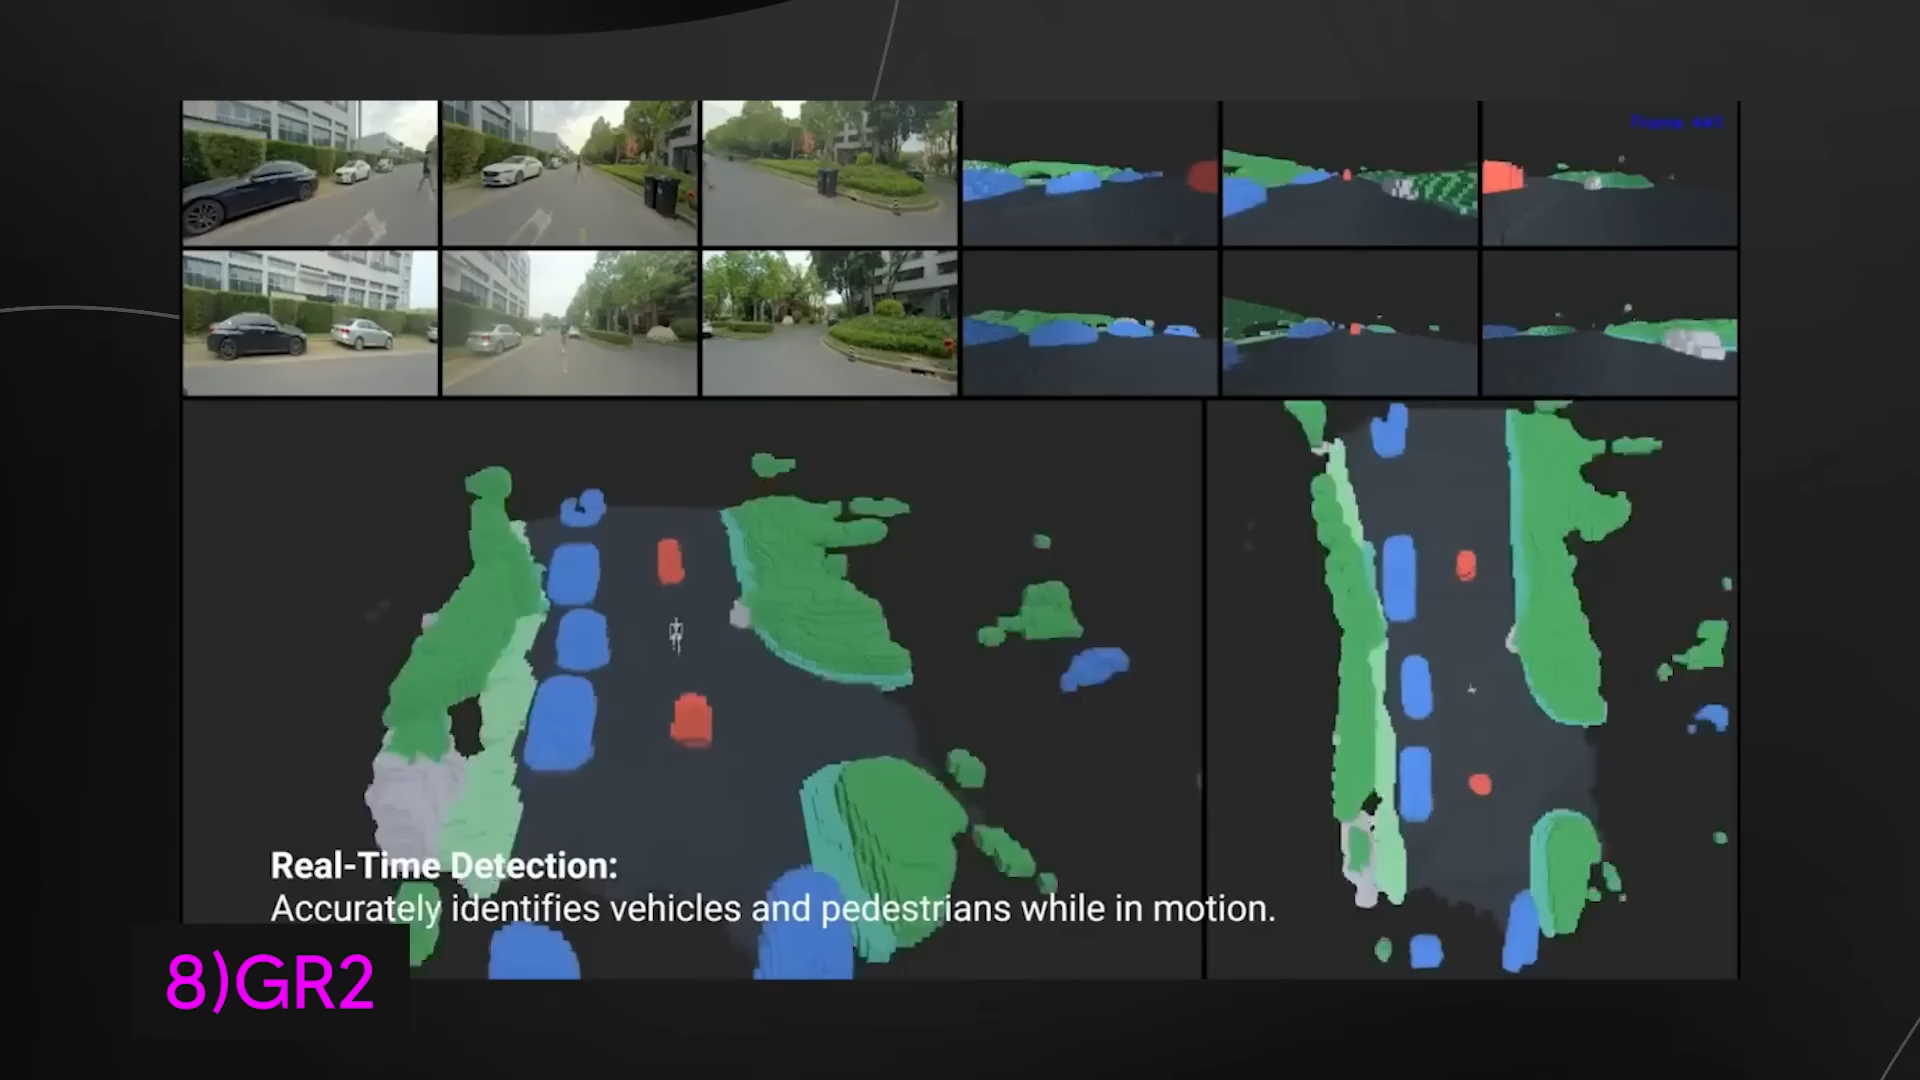 Real-Time Detection:
Accurately identifies vehicles and pedestrians while in motion.
8)GR2